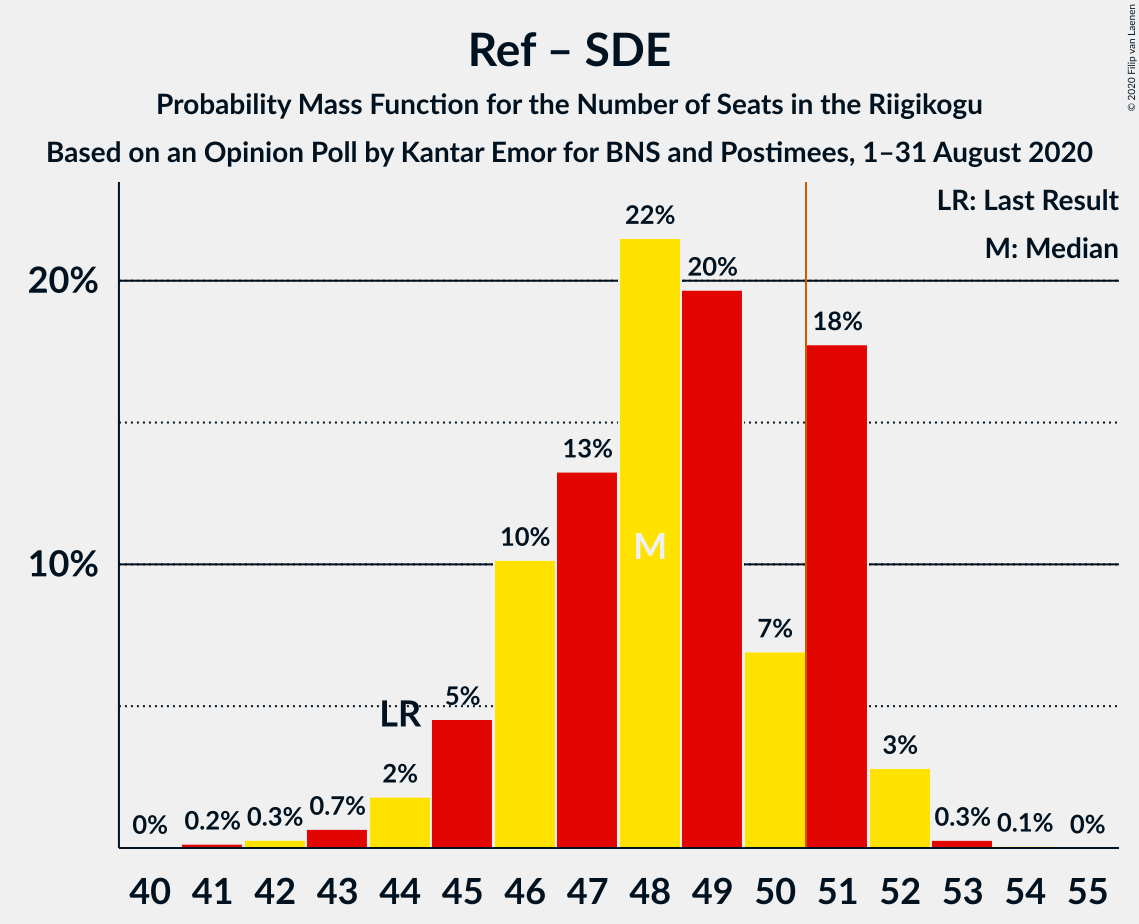 Ref – SDE
Probability Mass Function for the Number of Seats in the Riigikogu
Based on an Opinion Poll by Kantar Emor for BNS and Postimees, 1–31 August 2020
© 2020 Filip van Laenen
LR: Last Result
M: Median
20%
10%
0%
0.2%
0.3%
0.7%
2%
LR
5%
10%
13%
22%
M
20%
7%
18%
3%
0.3%
0.1%
0%
40 41 42 43 44 45 46 47 48 49 50 51 52 53 54 55